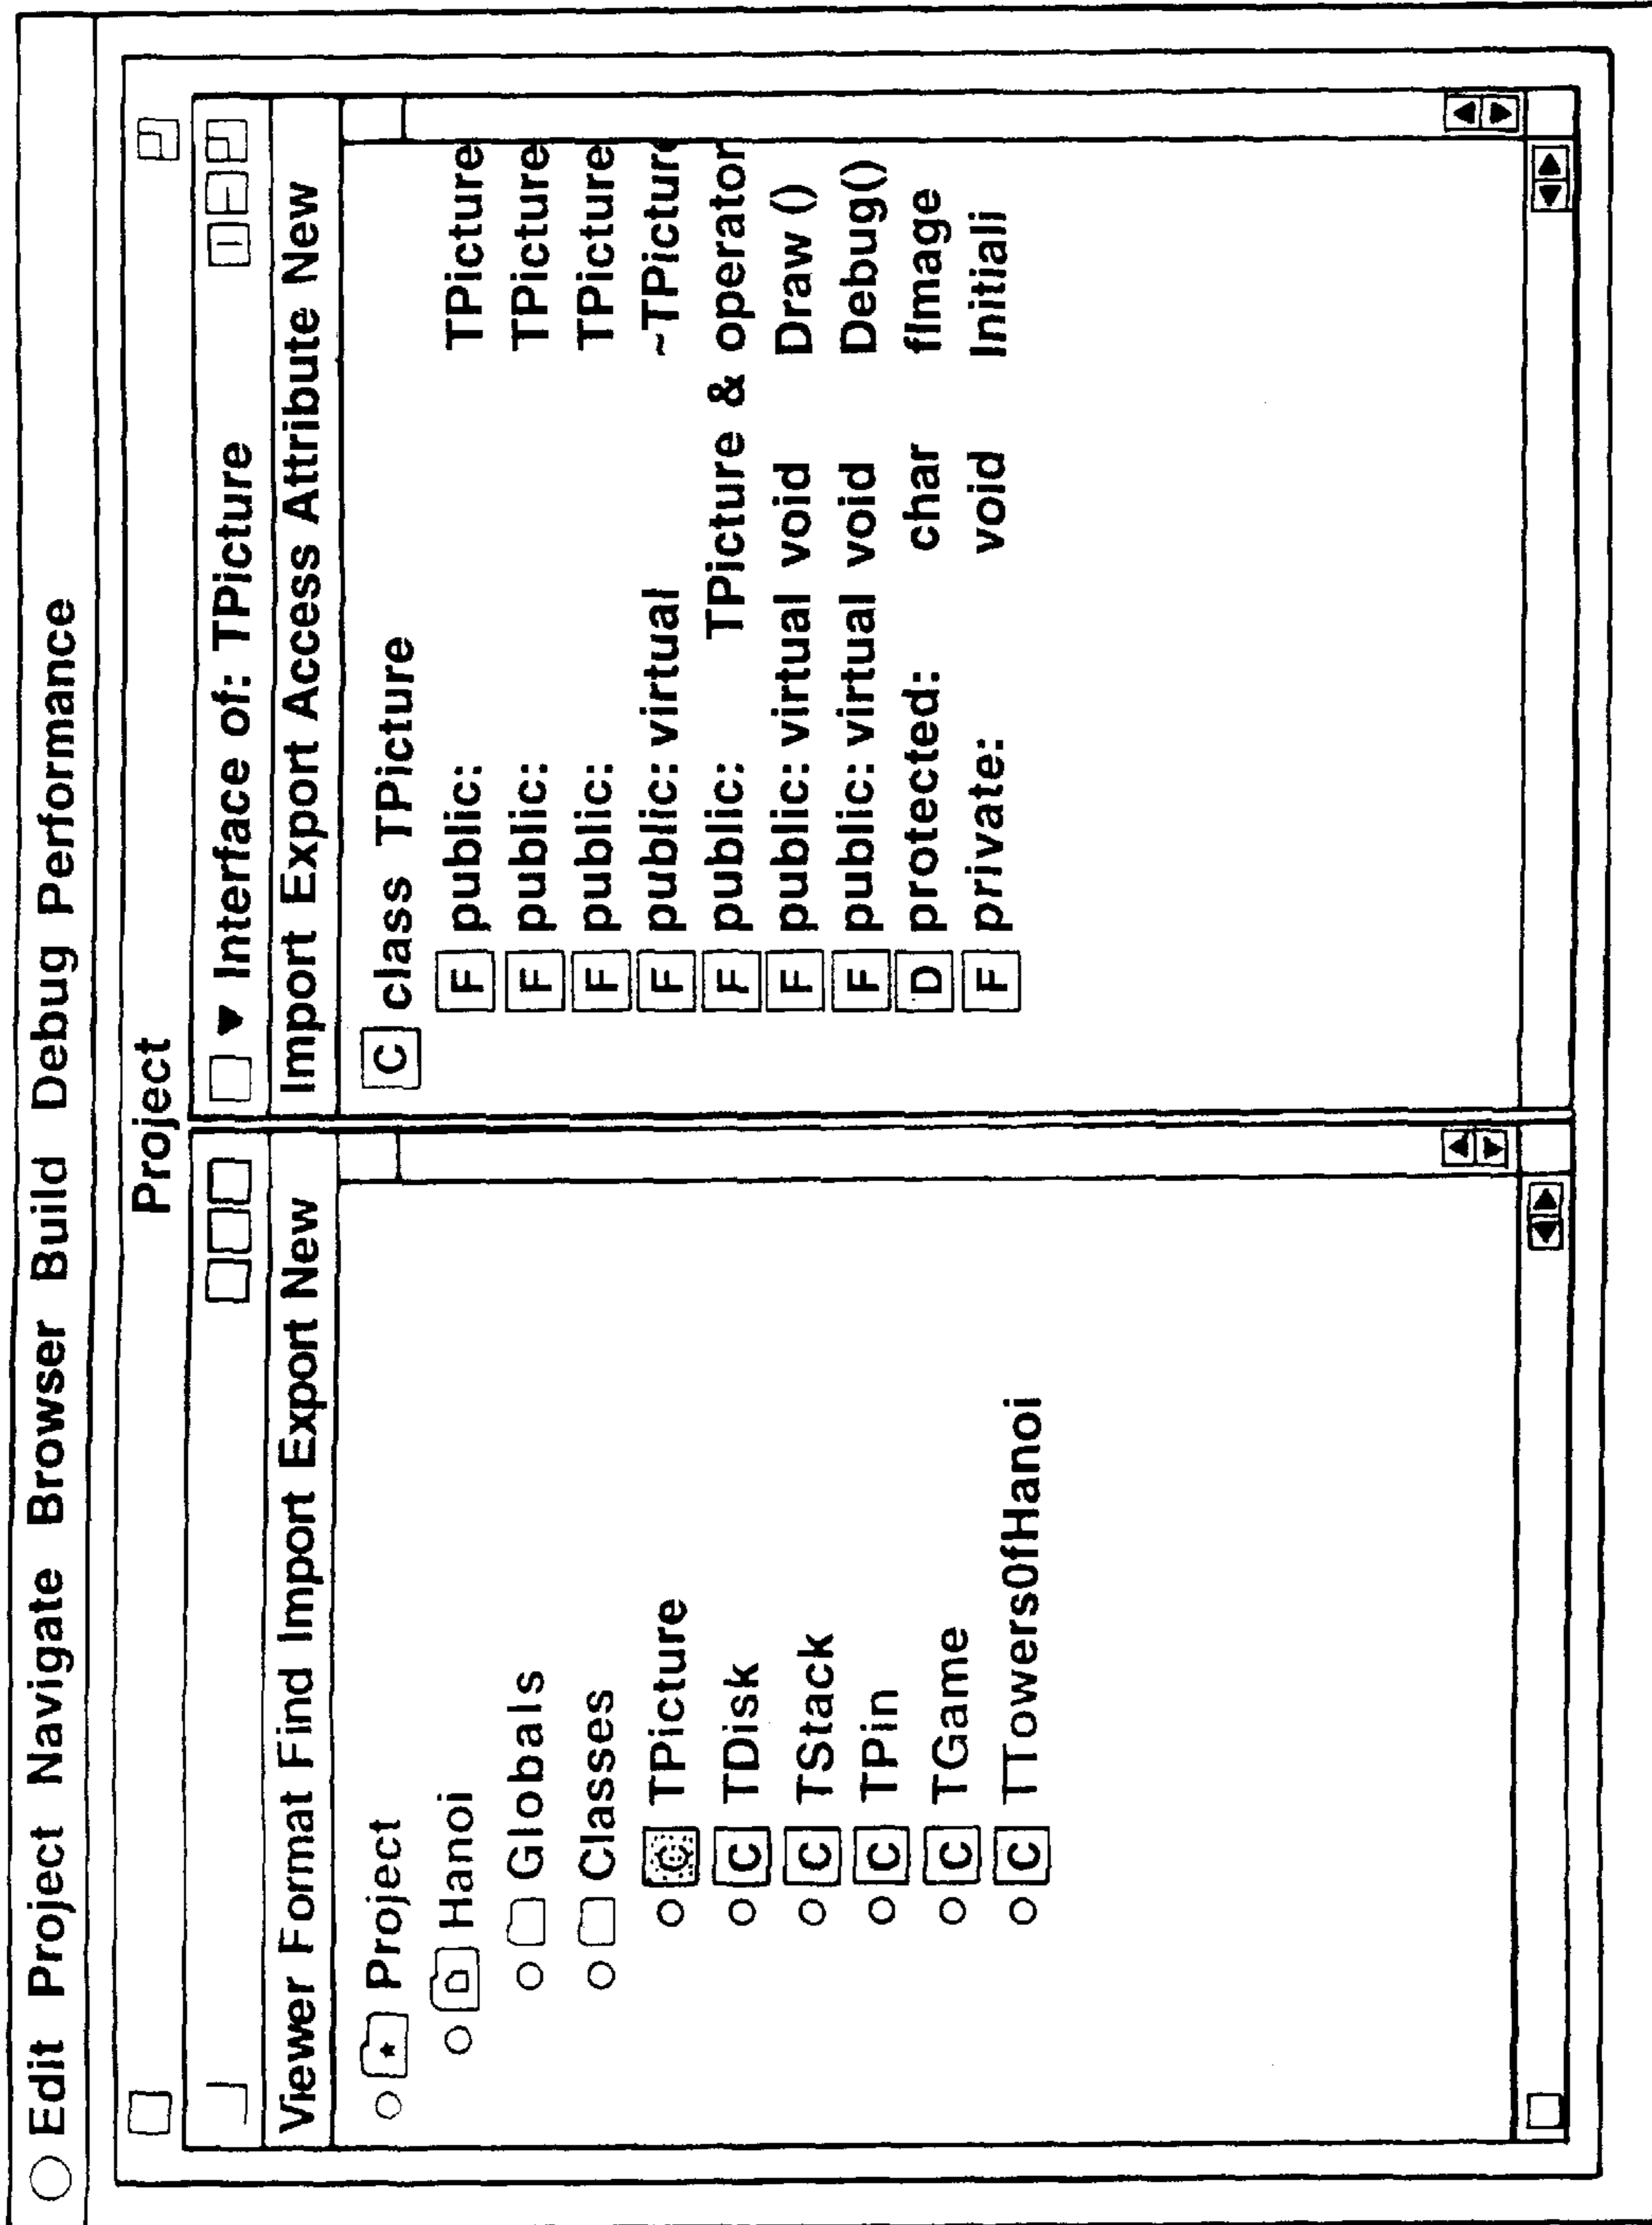 Edit Project Navigate Browser Build Debug Performance
Project
Viewer Format Find Import Export New
Project
Hanoi
Globals
Classes
C TPicture
C TDisk
C TStack
C TPin
C TGame
C TTowers0fHanoi
Interface of: TPicture
Import Export Access Attribute New
C class TPicture
F public: TPicture
F public: TPicture
F public: TPicture
F public: virtual ~TPicture
F public: TPicture & operator
F public: virtual void Draw ()
F public: virtual void Debug()
D protected: char fImage
F private: void Initiali